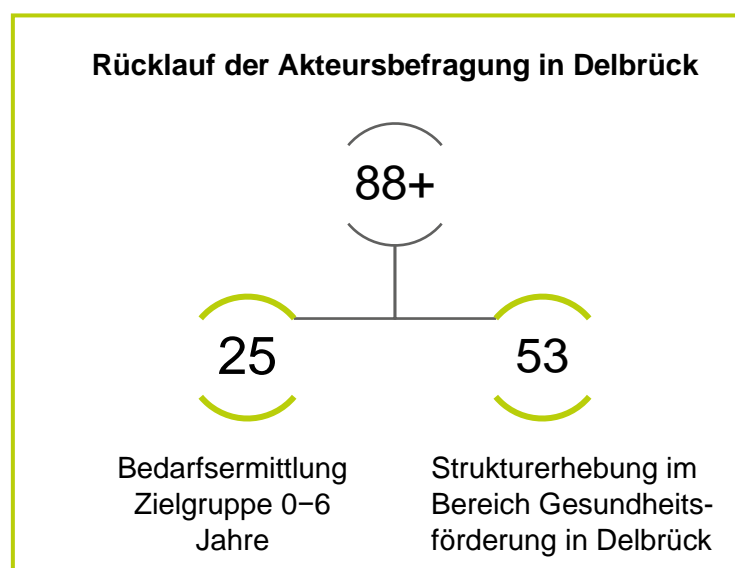 Rücklauf der Akteursbefragung in Delbrück
88+
25
53
Bedarfsermittlung
Zielgruppe 0−6
Jahre
Strukturerhebung im
Bereich Gesundheits-
förderung in Delbrück